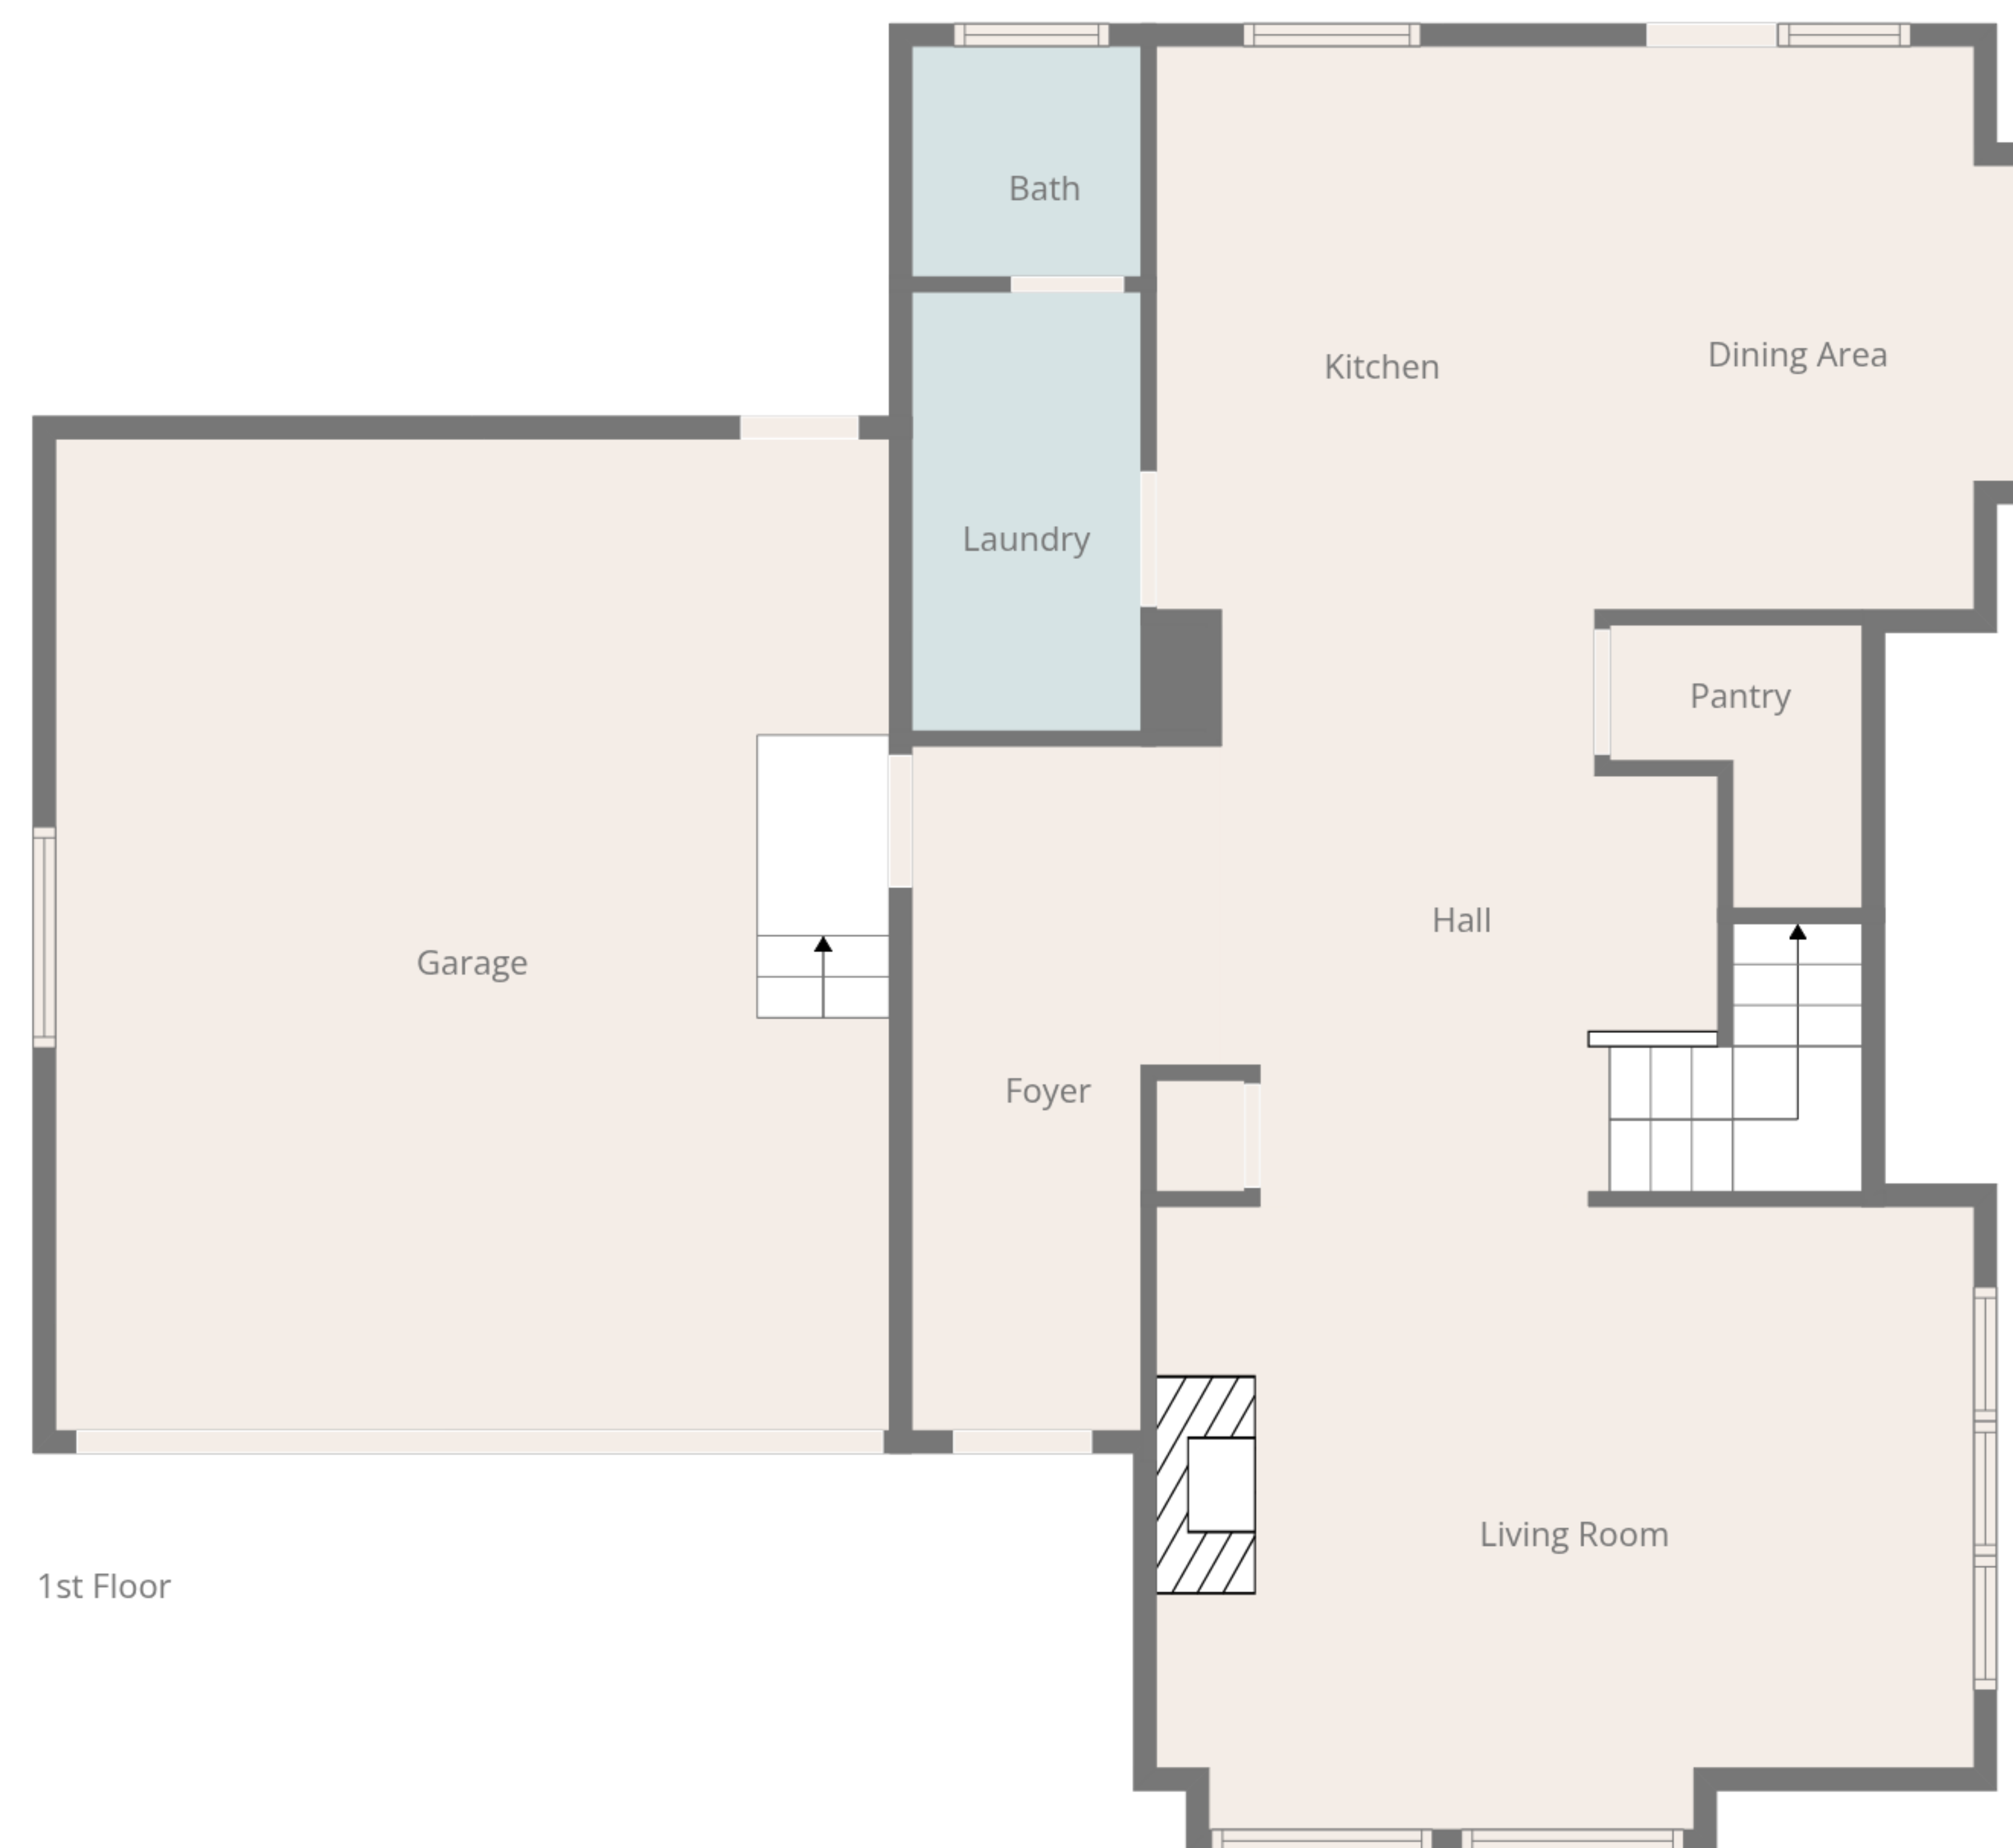 Bath
Kitchen
Dining Area
Laundry
Pantry
Hall
Garage
Foyer
Living Room
1st Floor